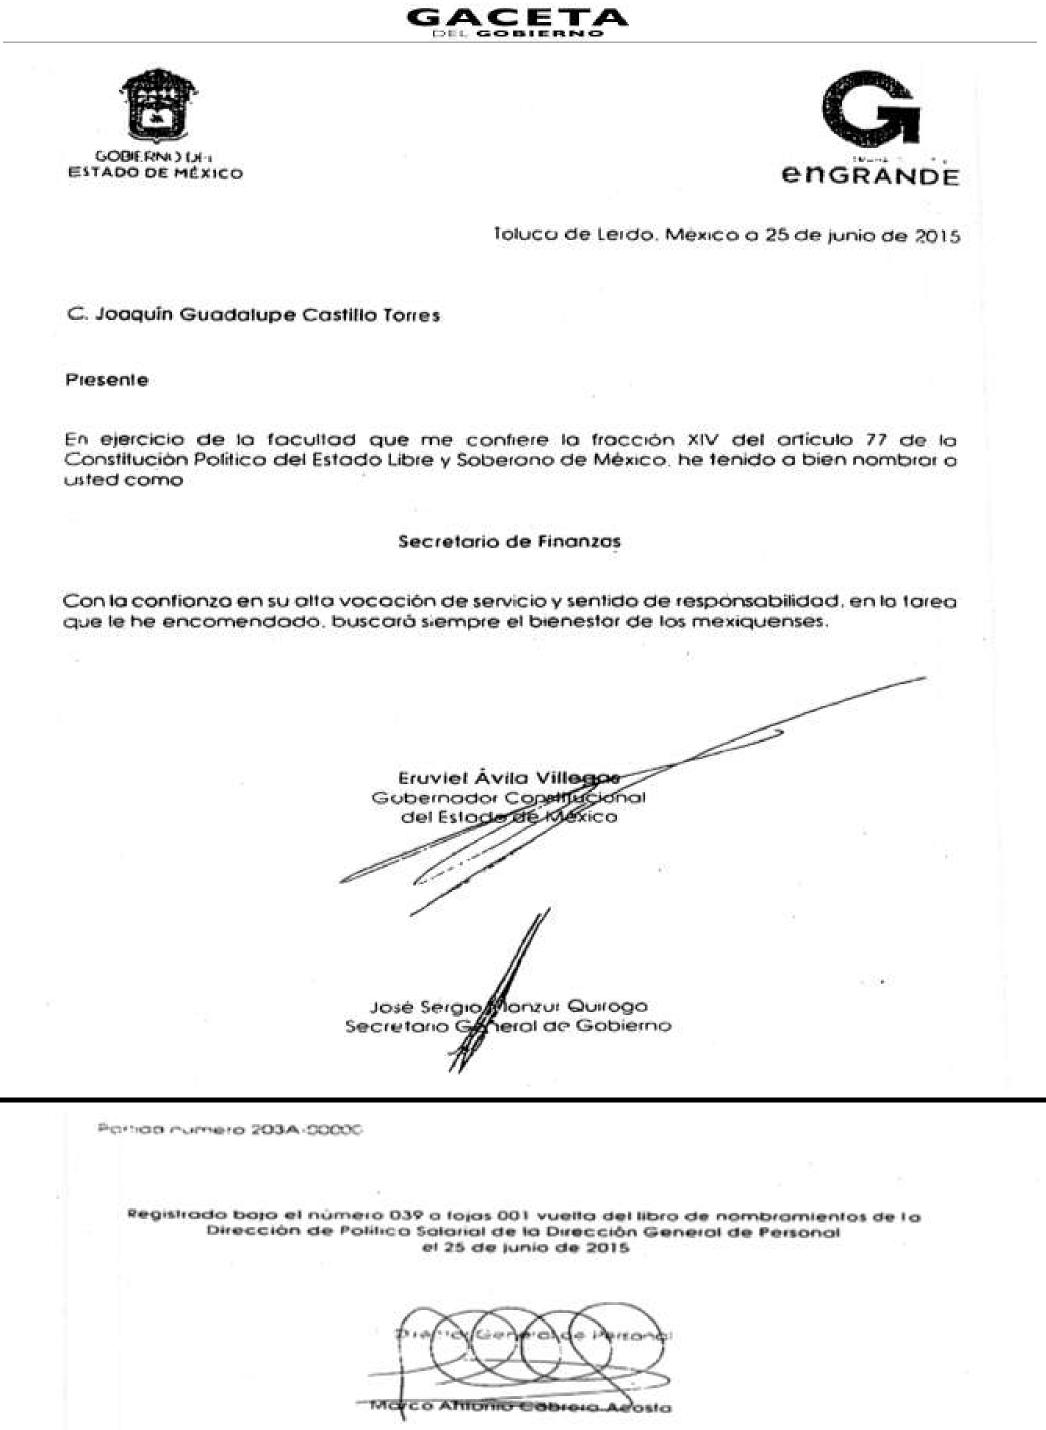 GACETA
DEL GOBIERNO
GOBIERNO DEL
ESTADO DE MÉXICO
enGRANDE
Toluca de Lerdo, México a 25 de junio de 2015
C. Joaquín Guadalupe Castillo Torres
Presente
En ejercicio de la facultad que me confiere la fracción XIV del artículo 77 de la
Constitución Política del Estado Libre y Soberano de México, he tenido a bien nombrar a
usted como
Secretario de Finanzas
Con la confianza en su alta vocación de servicio y sentido de responsabilidad, en la tarea
que le he encomendado, buscará siempre el bienestar de los mexiquenses.
Eruviel Ávila Villegas
Gobernador Constitucional
del Estado de México
José Sergio Manzur Quiroga
Secretario General de Gobierno
Partida número 203A-00000
Registrado bajo el número 039 a fojas 001 vuelta del libro de nombramientos de la
Dirección de Política Salarial de la Dirección General de Personal
el 25 de junio de 2015
Director General de Personal
Marco Antonio Cabrera Acosta